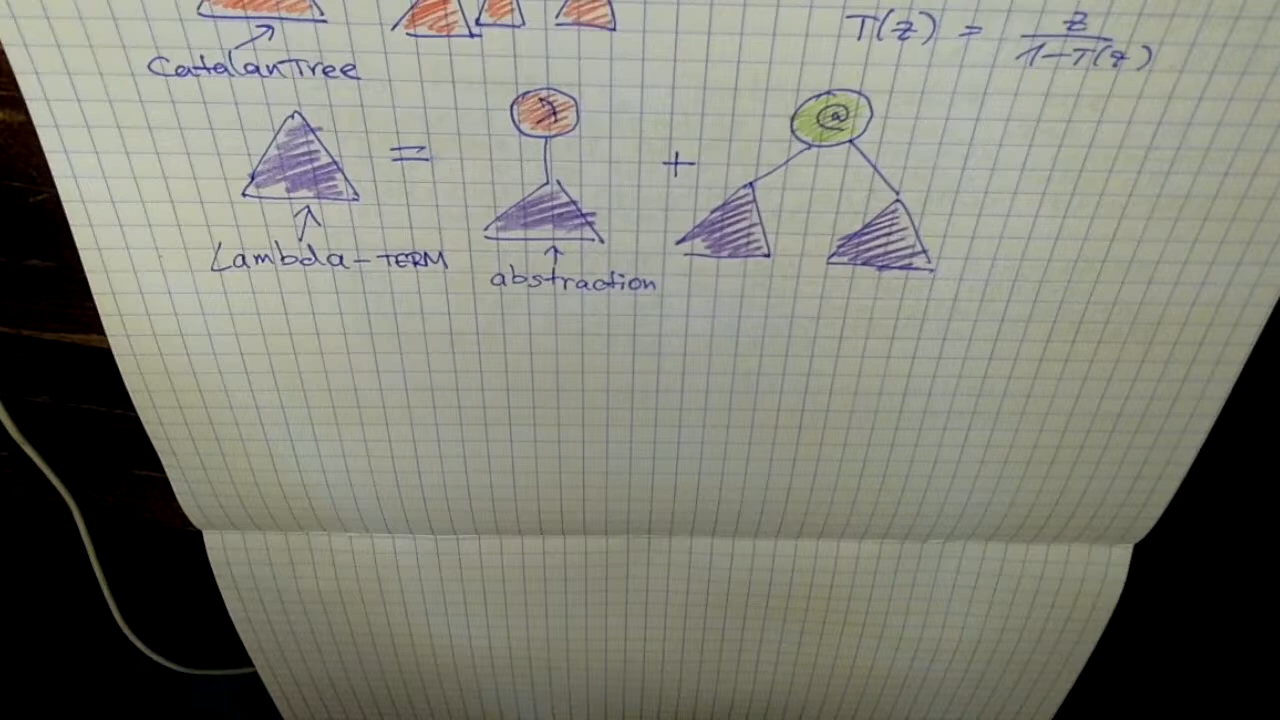 T(z) = z / 1-T(z)
CatalanTree
= + @
Lambda-TERM
abstraction